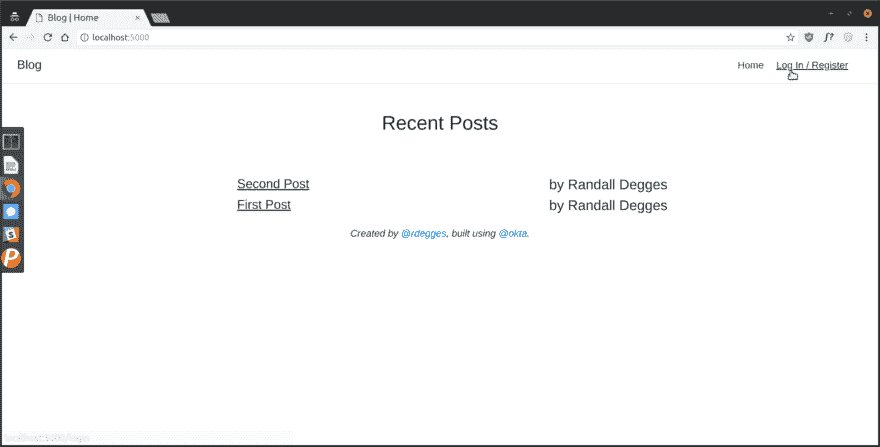 Blog | Home
localhost:5000
Blog Home Log In / Register
Recent Posts
Second Post by Randall Degges
First Post by Randall Degges
Created by @rdegges, built using @okta.
localhost:5000/login